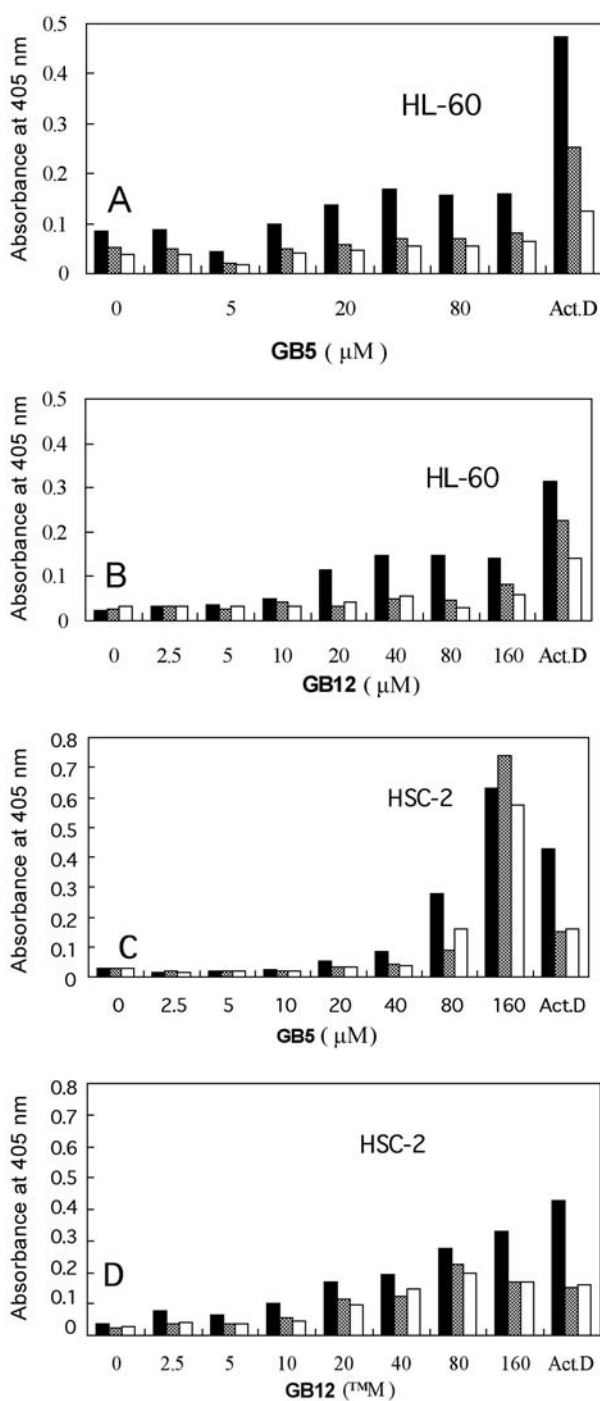 Absorbance at 405 nm
0.5
0.4
0.3
0.2
0.1
0
HL-60
A
0 5 20 80 Act.D
GB5 ( μM )
Absorbance at 405 nm
0.5
0.4
0.3
0.2
0.1
0
HL-60
B
0 2.5 5 10 20 40 80 160 Act.D
GB12 ( μM)
Absorbance at 405 nm
0.8
0.7
0.6
0.5
0.4
0.3
0.2
0.1
0
HSC-2
C
0 2.5 5 10 20 40 80 160 Act.D
GB5 ( μM)
Absorbance at 405 nm
0.8
0.7
0.6
0.5
0.4
0.3
0.2
0.1
0
HSC-2
D
0 2.5 5 10 20 40 80 160 Act.D
GB12 (™M)